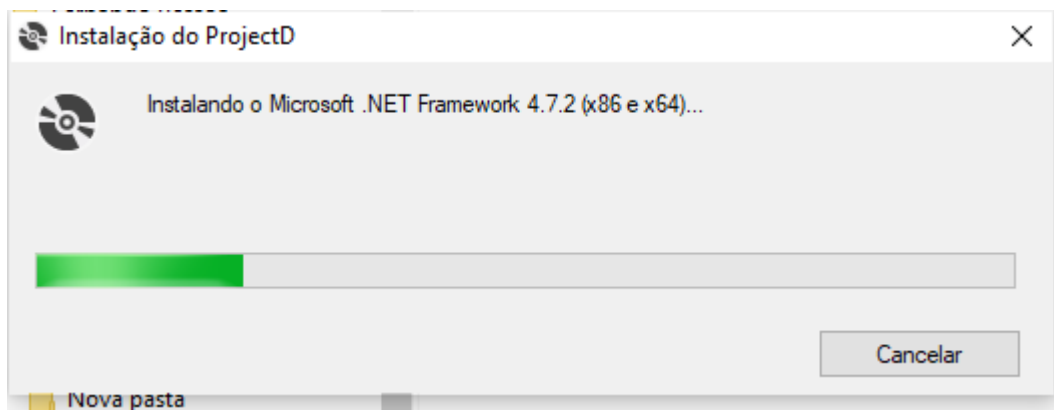 Instalação do ProjectD
Instalando o Microsoft .NET Framework 4.7.2 (x86 e x64)...
Cancelar
Nova pasta